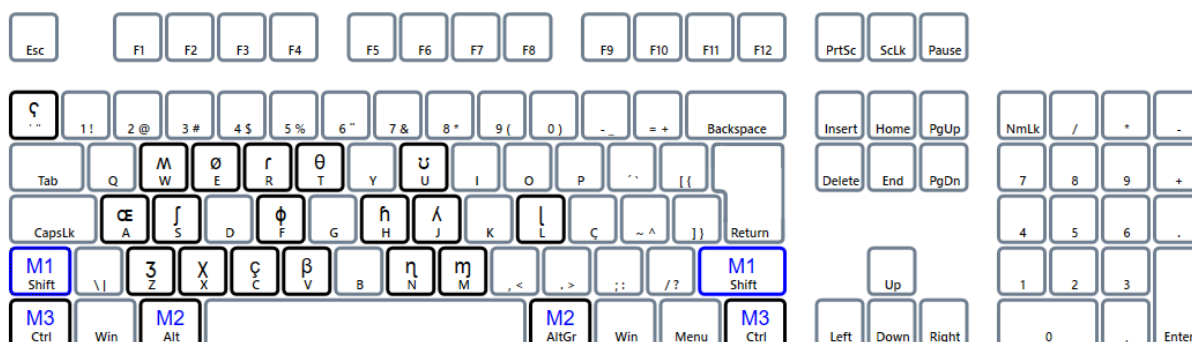 Esc F1 F2 F3 F4 F5 F6 F7 F8 F9 F10 F11 F12 PrtSc ScLk Pause
ʕ
' " 1 ! 2 @ 3 # 4 $ 5 % 6 ¨ 7 & 8 * 9 ( 0 ) - _ = + Backspace Insert Home PgUp NmLk / * -
ʍ ø ɾ θ ʊ
Tab Q W E R T Y U I O P ´ ` [ { Delete End PgDn 7 8 9 +
ɶ ʃ ɸ ɦ ʎ ɭ
CapsLk A S D F G H J K L Ç ~ ^ ] } Return 4 5 6 .
M1 ʒ χ ç β ɳ ɱ M1
Shift \ | Z X C V B N M , < . > ; : / ? Shift Up 1 2 3
M3 M2 M2 M3
Ctrl Win Alt AltGr Win Menu Ctrl Left Down Right 0 , Enter